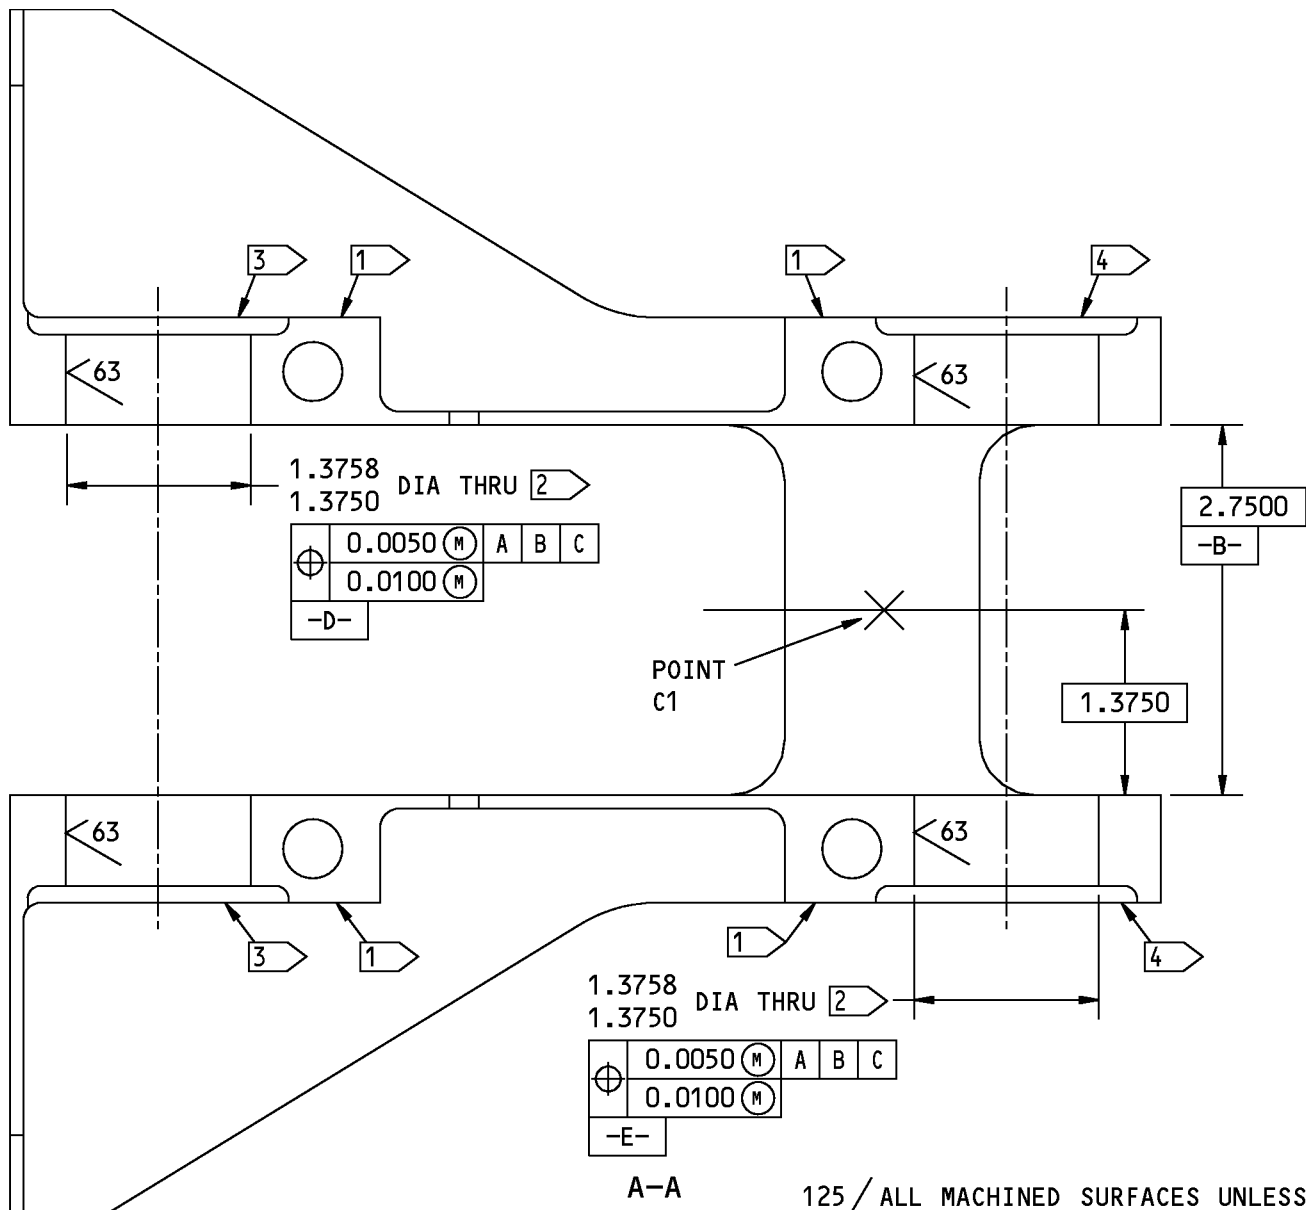 3
1
1
4
63
63
1.3758
1.3750
DIA THRU 2
0.0050 M A B C
0.0100 M
-D-
2.7500
-B-
POINT
C1
1.3750
63
63
3
1
1
4
1.3758
1.3750
DIA THRU 2
0.0050 M A B C
0.0100 M
-E-
A-A
125/ ALL MACHINED SURFACES UNLESS